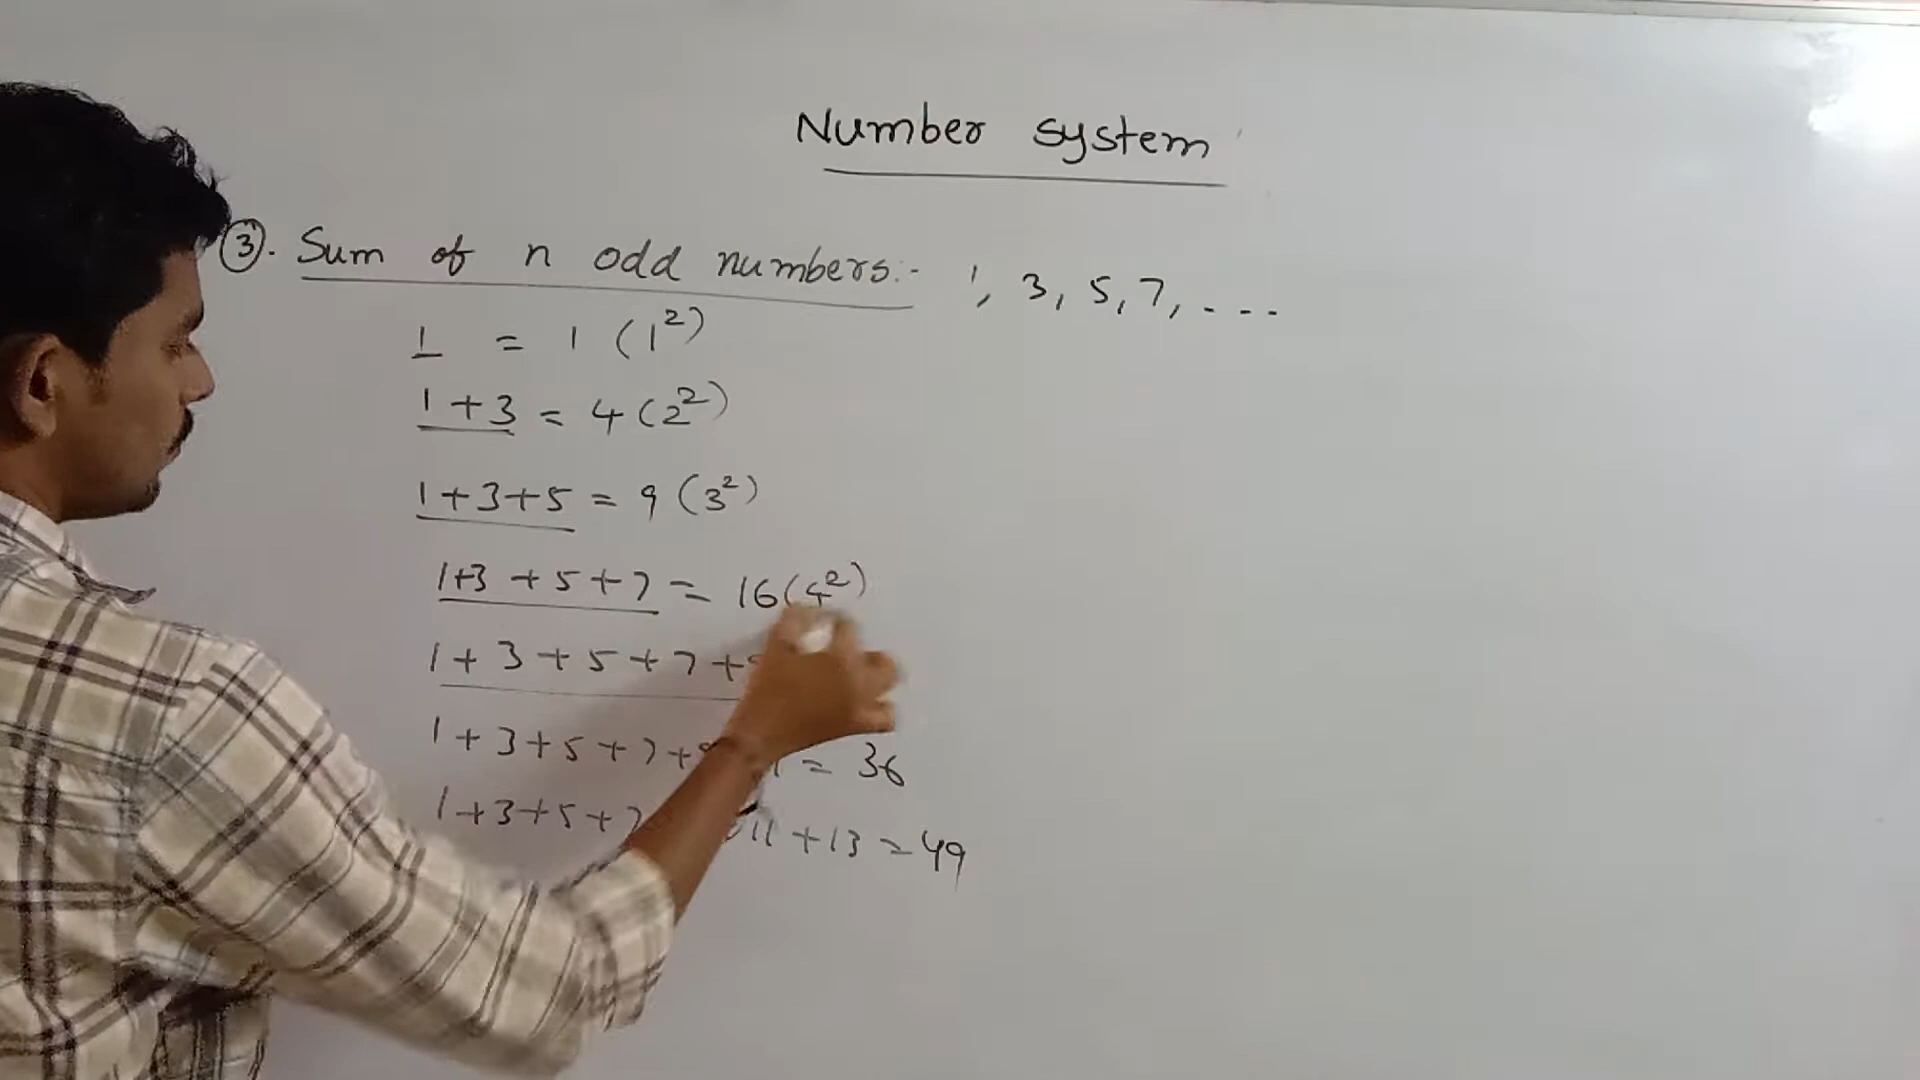 Number system
③. Sum of n odd numbers:- 1, 3, 5, 7, ----
1 = 1 (1²)
1+3 = 4 (2²)
1+3+5 = 9 (3²)
1+3+5+7 = 16 (4²)
1+3+5+7+
1+3+5+7+9 = 36
1+3+5+7 11+13=49